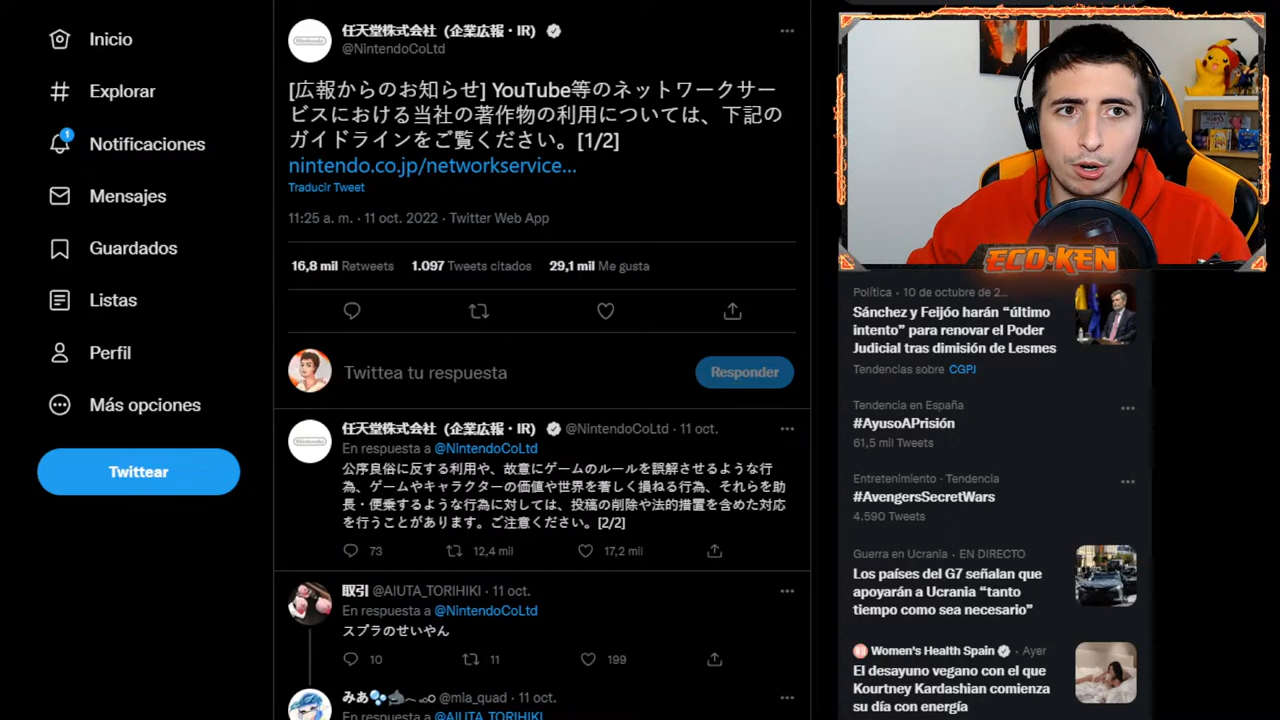 Inicio
Explorar
1
Notificaciones
Mensajes
Guardados
Listas
Perfil
Más opciones
Twittear
任天堂株式会社（企業広報・IR）
@NintendoCoLtd
[広報からのお知らせ] YouTube等のネットワークサー
ビスにおける当社の著作物の利用については、下記の
ガイドラインをご覧ください。[1/2]
nintendo.co.jp/networkservice...
Traducir Tweet
11:25 a. m. · 11 oct. 2022 · Twitter Web App
16,8 mil Retweets 1.097 Tweets citados 29,1 mil Me gusta
Twittea tu respuesta
Responder
任天堂株式会社（企業広報・IR） @NintendoCoLtd · 11 oct.
En respuesta a @NintendoCoLtd
公序良俗に反する利用や、故意にゲームのルールを誤解させるような行
為、ゲームやキャラクターの価値や世界を著しく損ねる行為、それらを助
長・便乗するような行為に対しては、投稿の削除や法的措置を含めた対応
を行うことがあります。ご注意ください。[2/2]
73 12,4 mil 17,2 mil
取引 @AIUTA_TORIHIKI · 11 oct.
En respuesta a @NintendoCoLtd
スプラのせいやん
10 11 199
みあ @mia_quad · 11 oct.
En respuesta a @AIUTA_TORIHIKI
ECO·KEN
Política · 10 de octubre de 2...
Sánchez y Feijóo harán “último
intento” para renovar el Poder
Judicial tras dimisión de Lesmes
Tendencias sobre CGPJ
Tendencia en España
#AyusoAPrisión
61,5 mil Tweets
Entretenimiento · Tendencia
#AvengersSecretWars
4.590 Tweets
Guerra en Ucrania · EN DIRECTO
Los países del G7 señalan que
apoyarán a Ucrania “tanto
tiempo como sea necesario”
Women's Health Spain · Ayer
El desayuno vegano con el que
Kourtney Kardashian comienza
su día con energía